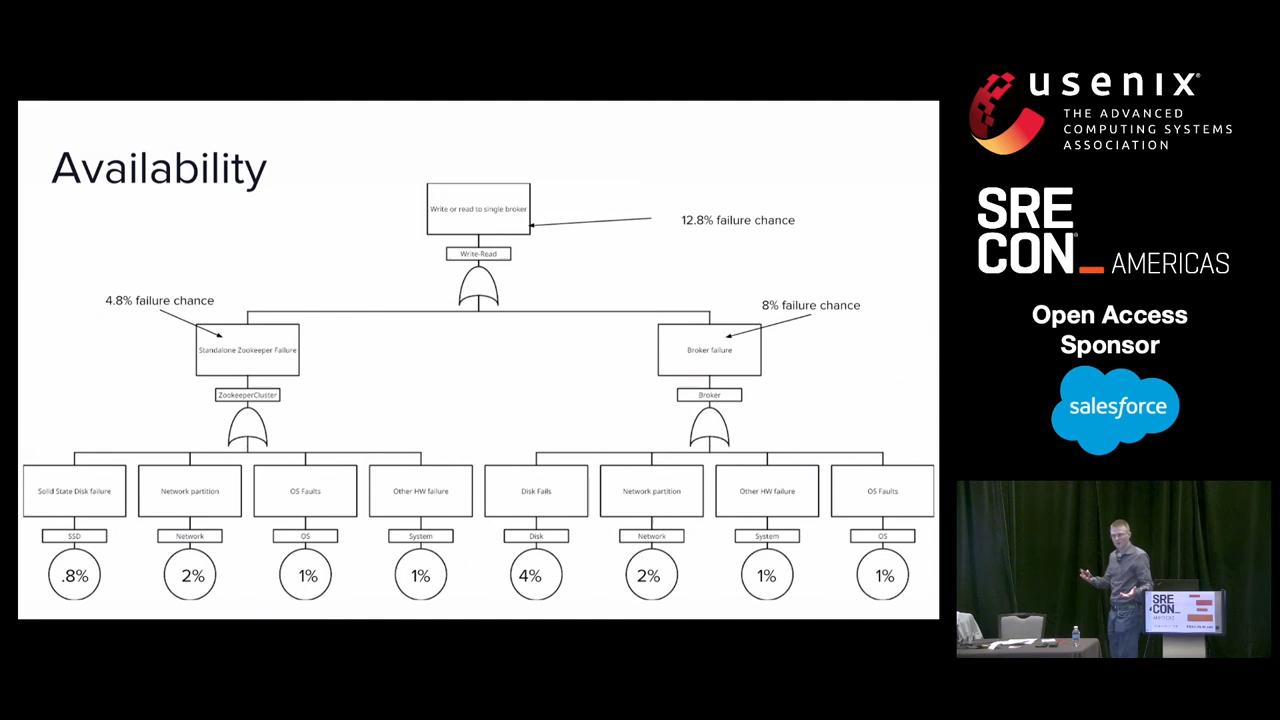 Availability
Write or read to single broker
12.8% failure chance
Write-Read
4.8% failure chance
8% failure chance
Standalone Zookeeper Failure
Broker failure
ZookeeperCluster
Broker
Solid State Disk failure
Network partition
OS Faults
Other HW failure
Disk Fails
Network partition
Other HW failure
OS Faults
SSD
Network
OS
System
Disk
Network
System
OS
.8%
2%
1%
1%
4%
2%
1%
1%
usenix
THE ADVANCED
COMPUTING SYSTEMS
ASSOCIATION
SRE
CON_AMERICAS
Open Access
Sponsor
salesforce
SRE
CON_
AMERICAS